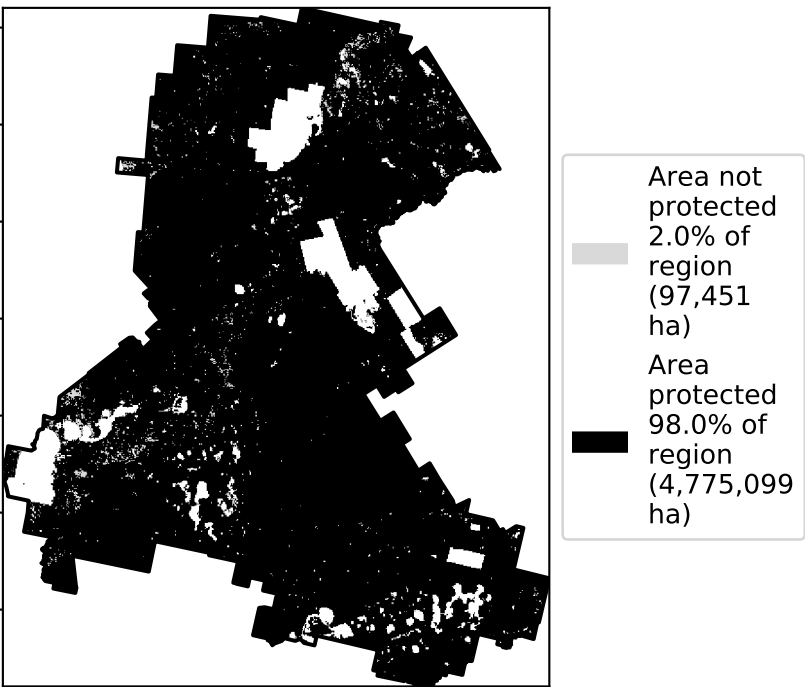 Area not
protected
2.0% of
region
(97,451
ha)
Area
protected
98.0% of
region
(4,775,099
ha)